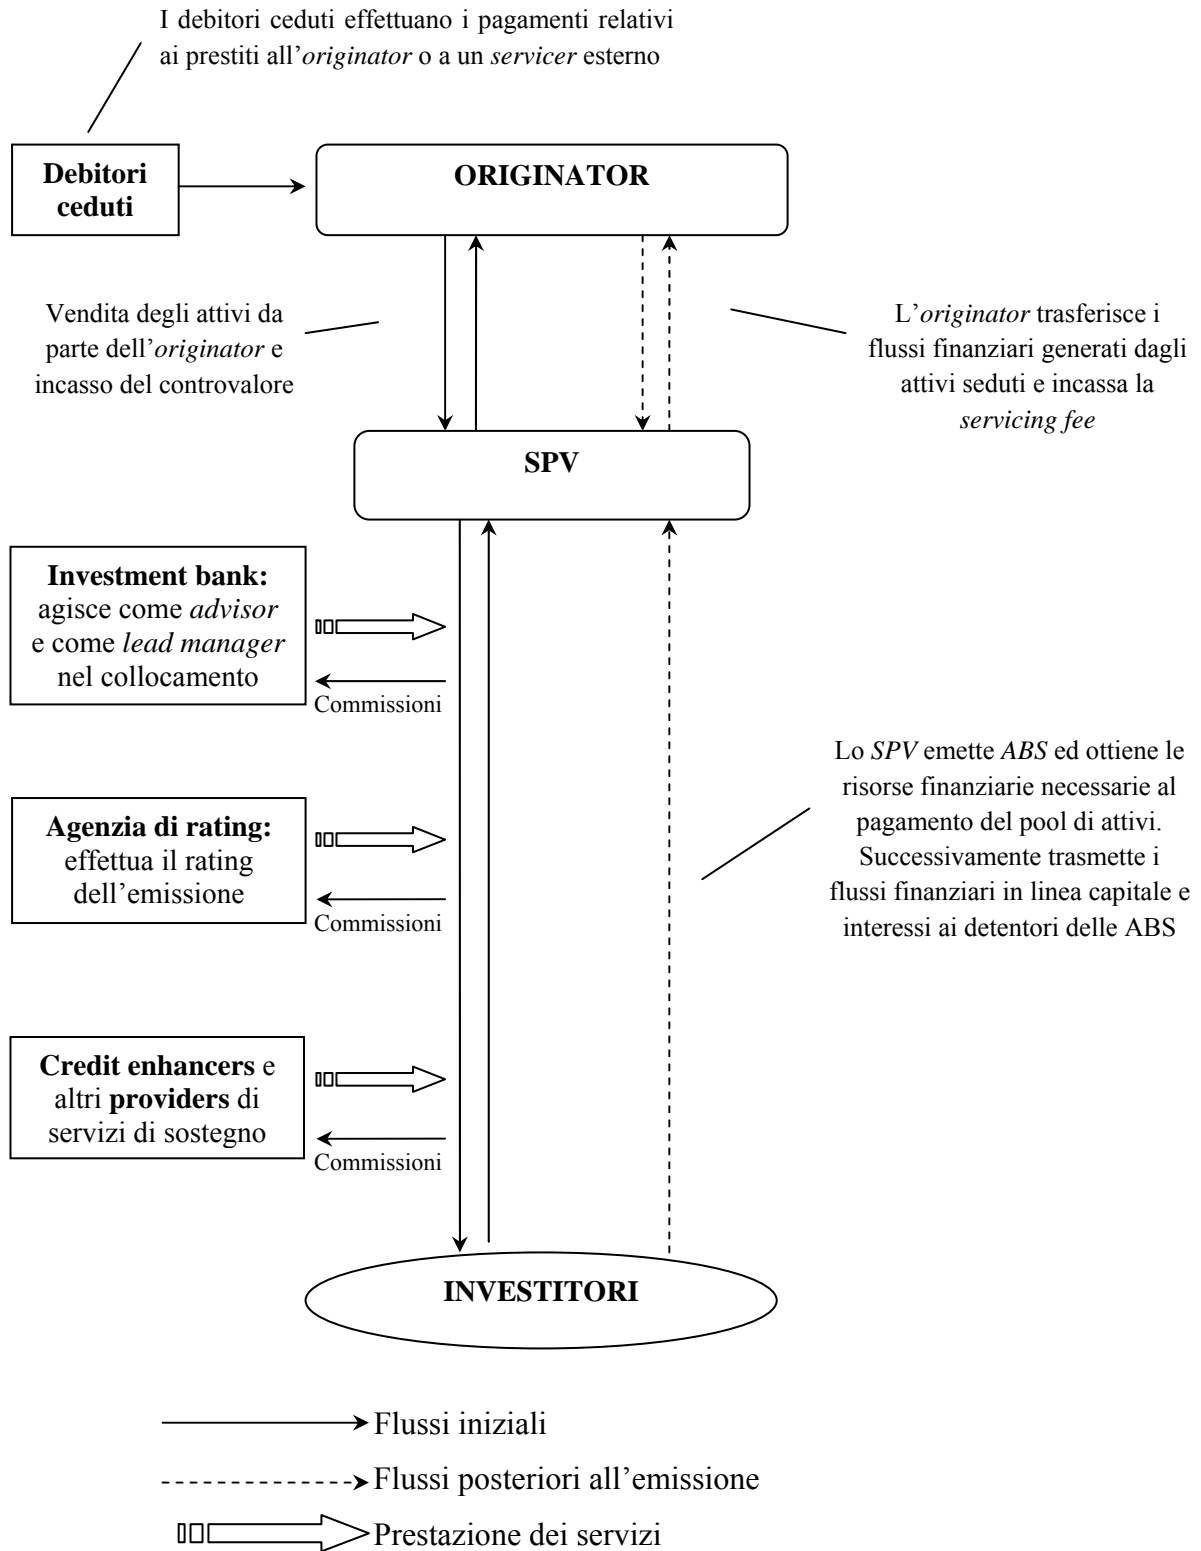 I debitori ceduti effettuano i pagamenti relativi
ai prestiti all’originator o a un servicer esterno
Debitori
ceduti
ORIGINATOR
Vendita degli attivi da
parte dell’originator e
incasso del controvalore
L’originator trasferisce i
flussi finanziari generati dagli
attivi seduti e incassa la
servicing fee
SPV
Investment bank:
agisce come advisor
e come lead manager
nel collocamento
Commissioni
Lo SPV emette ABS ed ottiene le
risorse finanziarie necessarie al
pagamento del pool di attivi.
Successivamente trasmette i
flussi finanziari in linea capitale e
interessi ai detentori delle ABS
Agenzia di rating:
effettua il rating
dell’emissione
Commissioni
Credit enhancers e
altri providers di
servizi di sostegno
Commissioni
INVESTITORI
Flussi iniziali
Flussi posteriori all’emissione
Prestazione dei servizi